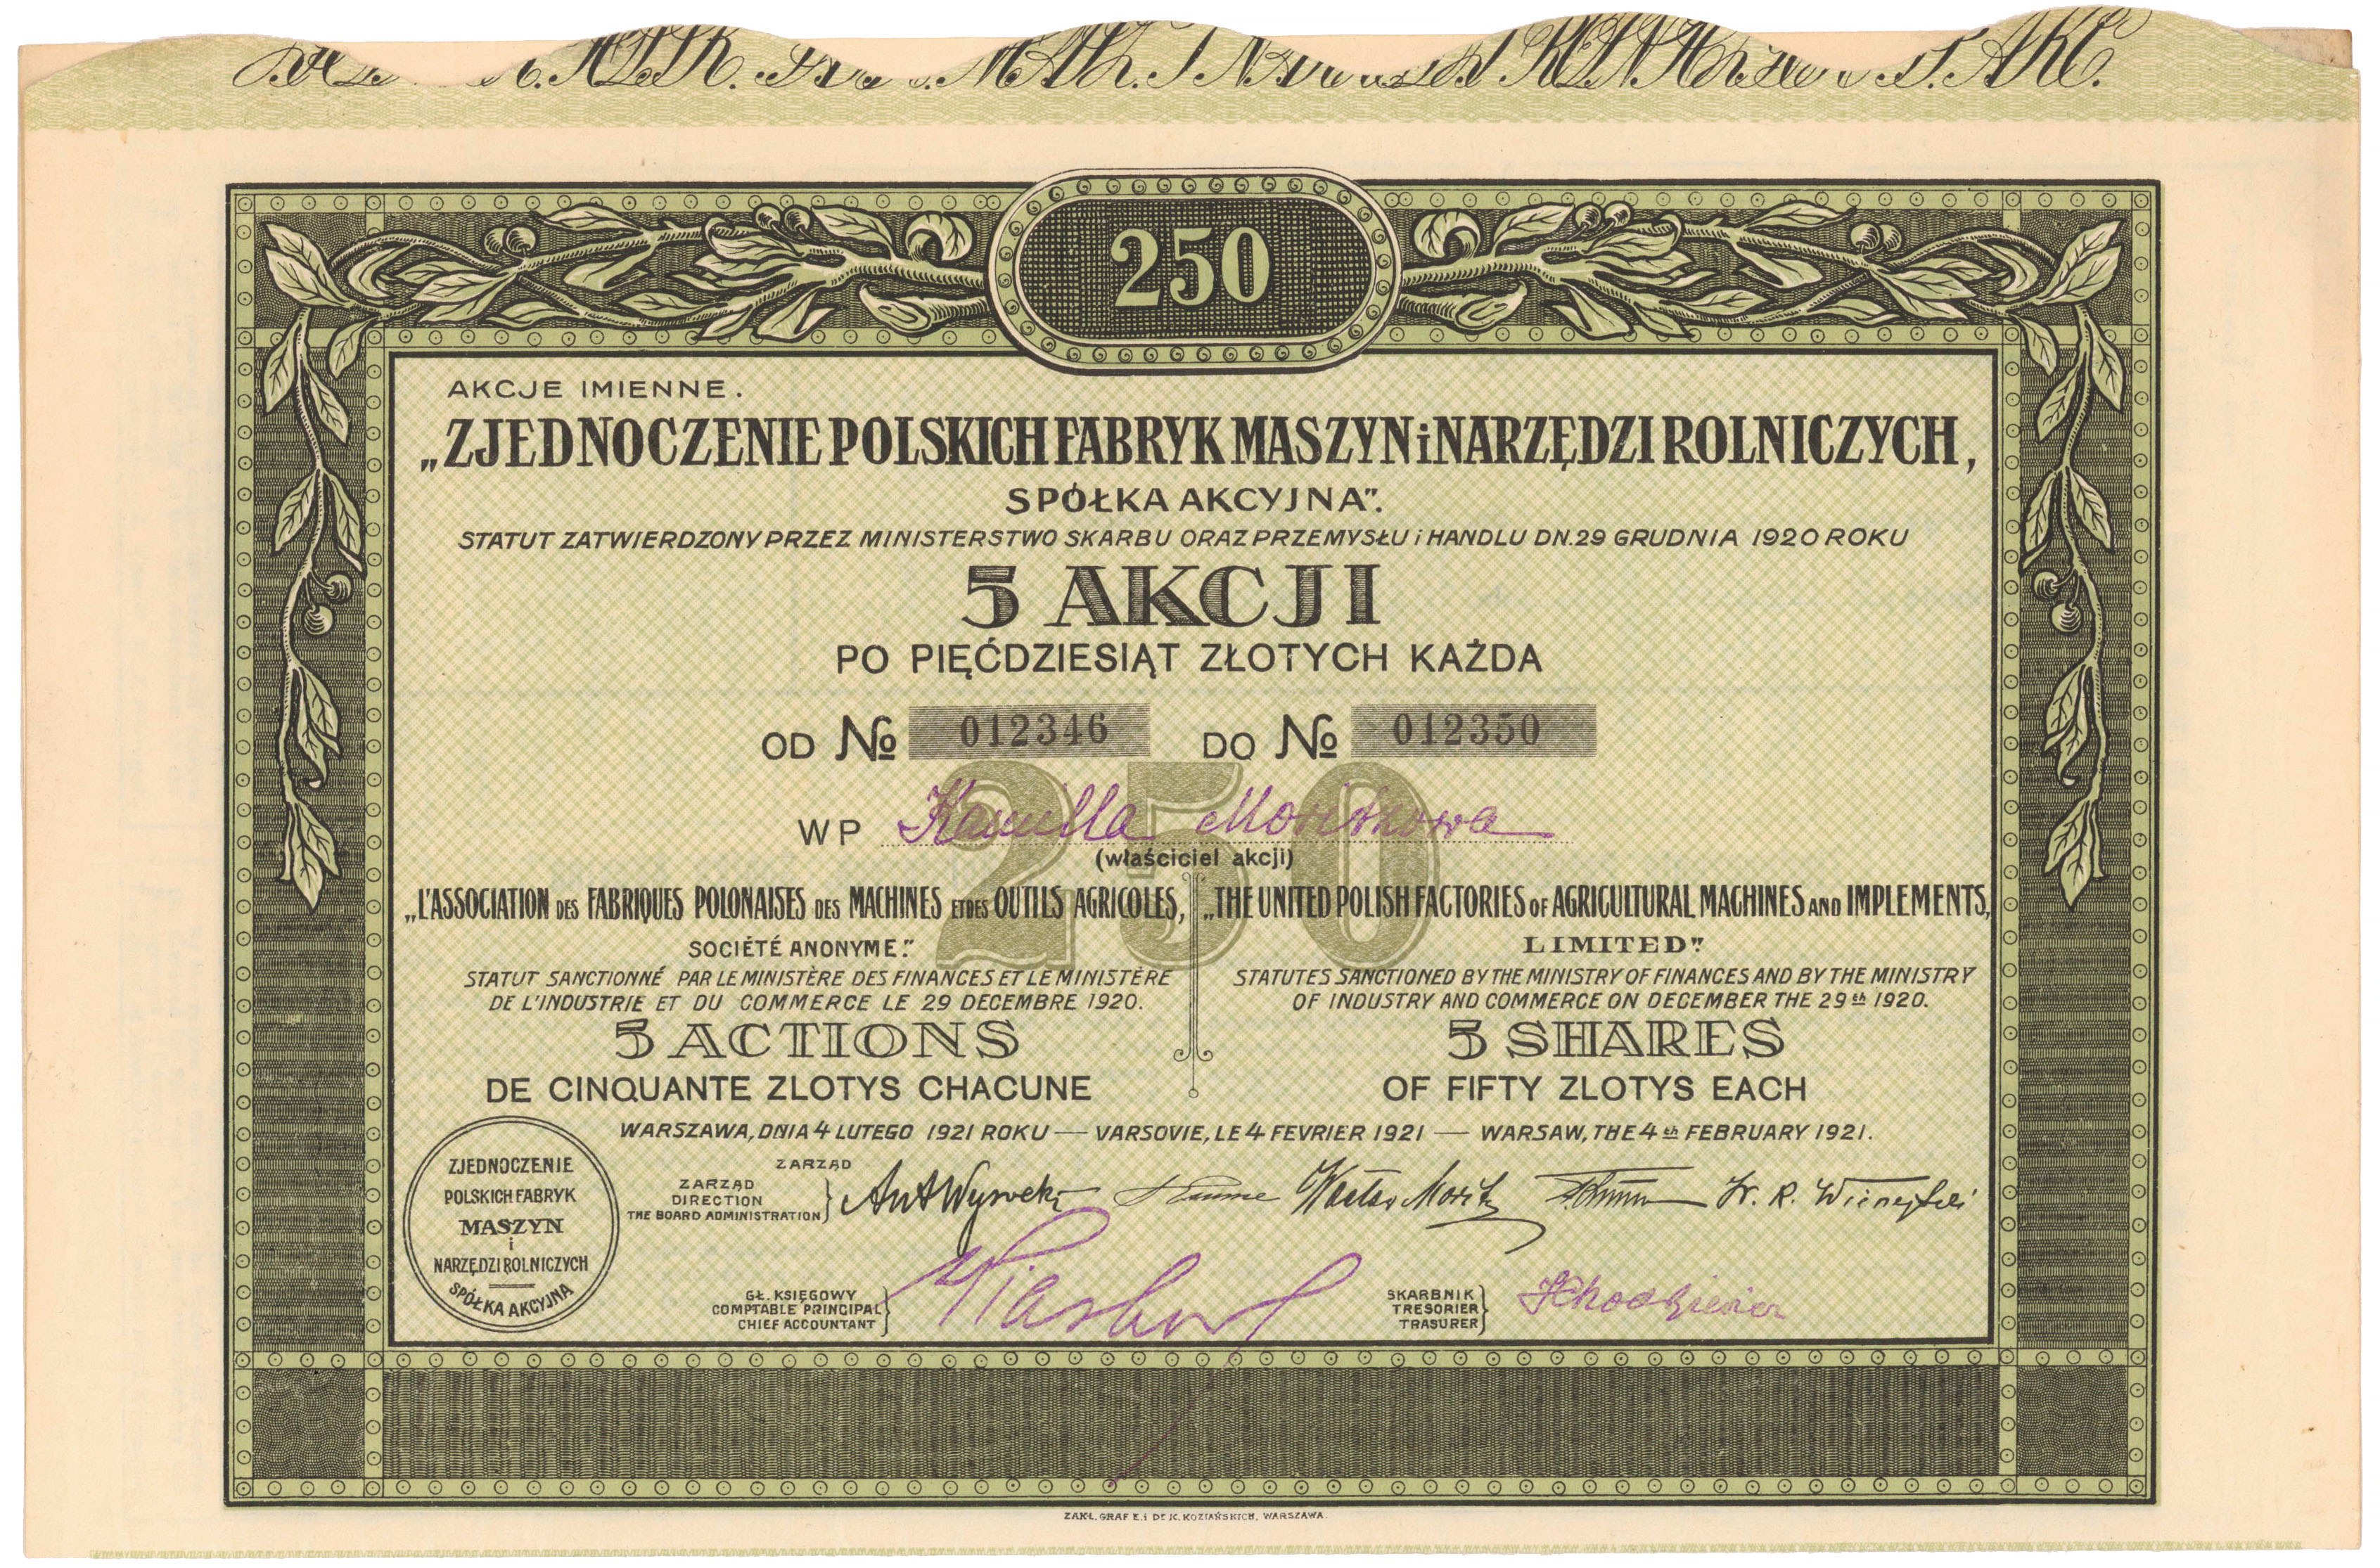 250
AKCJE IMIENNE.
„ZJEDNOCZENIE POLSKICH FABRYK MASZYN i NARZĘDZI ROLNICZYCH,
SPÓŁKA AKCYJNA".
STATUT ZATWIERDZONY PRZEZ MINISTERSTWO SKARBU ORAZ PRZEMYSŁU i HANDLU DN. 29 GRUDNIA 1920 ROKU
5 AKCJI
PO PIĘĆDZIESIĄT ZŁOTYCH KAŻDA
OD № 012346 DO № 012350
250
WP Kamilla Moritzowa
(właściciel akcji)
„L'ASSOCIATION DES FABRIQUES POLONAISES DES MACHINES ET DES OUTILS AGRICOLES,
SOCIÉTÉ ANONYME."
STATUT SANCTIONNÉ PAR LE MINISTÈRE DES FINANCES ET LE MINISTÈRE
DE L'INDUSTRIE ET DU COMMERCE LE 29 DECEMBRE 1920.
5 ACTIONS
DE CINQUANTE ZLOTYS CHACUNE
„THE UNITED POLISH FACTORIES OF AGRICULTURAL MACHINES AND IMPLEMENTS,
LIMITED".
STATUTES SANCTIONED BY THE MINISTRY OF FINANCES AND BY THE MINISTRY
OF INDUSTRY AND COMMERCE ON DECEMBER THE 29th 1920.
5 SHARES
OF FIFTY ZLOTYS EACH
WARSZAWA, DNIA 4 LUTEGO 1921 ROKU — VARSOVIE, LE 4 FEVRIER 1921 — WARSAW, THE 4th FEBRUARY 1921.
ZJEDNOCZENIE
POLSKICH FABRYK
MASZYN
i
NARZĘDZI ROLNICZYCH
SPÓŁKA AKCYJNA
ZARZĄD
ZARZĄD
DIRECTION
THE BOARD ADMINISTRATION
Ant Wysocki
Wacław Moritz
GŁ. KSIĘGOWY
COMPTABLE PRINCIPAL
CHIEF ACCOUNTANT
SKARBNIK
TRESORIER
TRASURER
ZAKŁ. GRAF E. i Dr K. KOZIAŃSKICH, WARSZAWA.